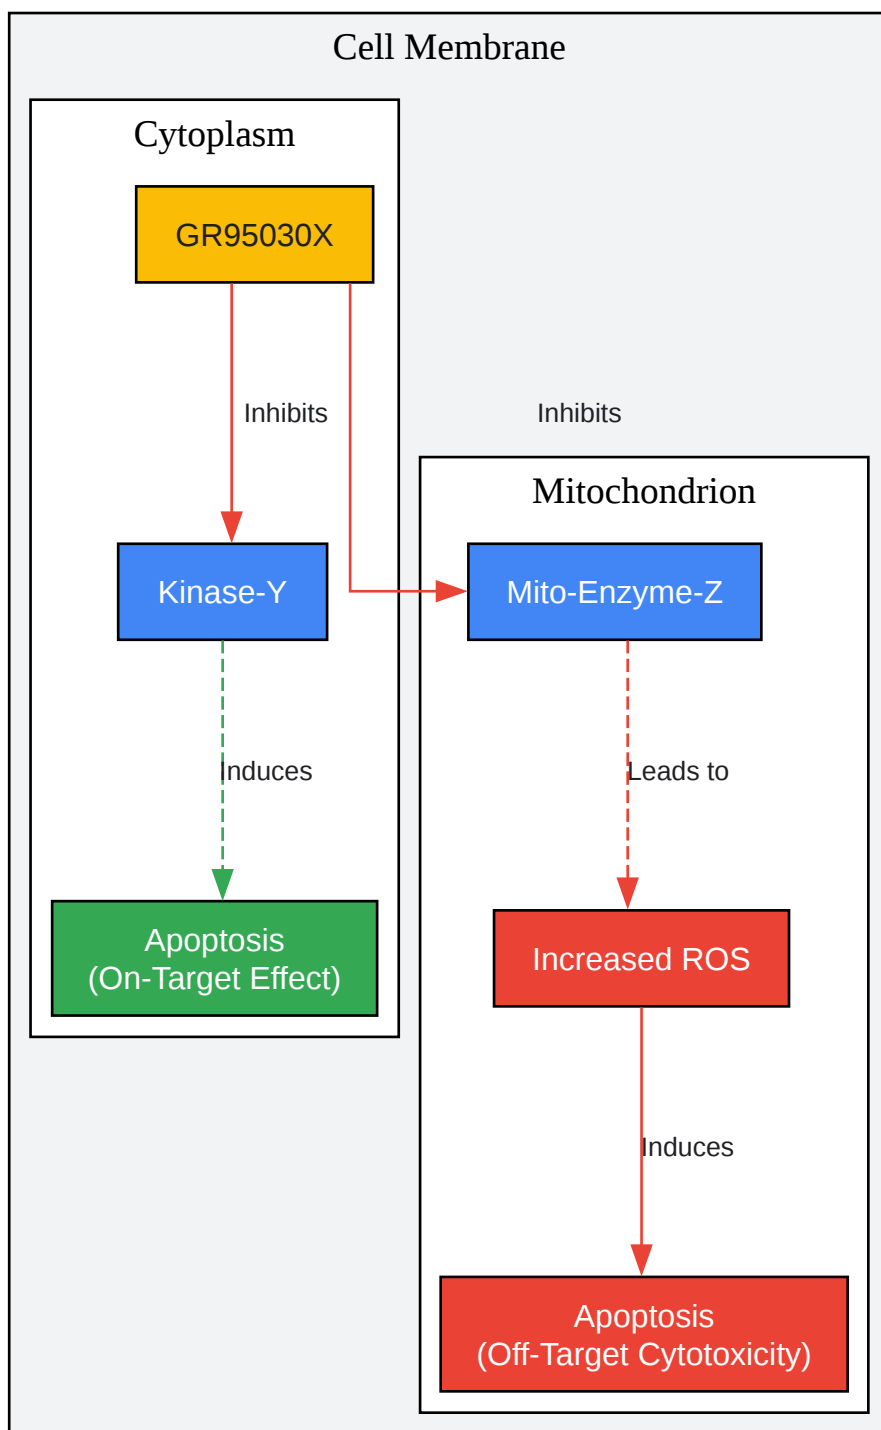 Cell Membrane
Cytoplasm
GR95030X
Inhibits
Inhibits
Mitochondrion
Kinase-Y
Mito-Enzyme-Z
Induces
Leads to
Apoptosis
(On-Target Effect)
Increased ROS
Induces
Apoptosis
(Off-Target Cytotoxicity)